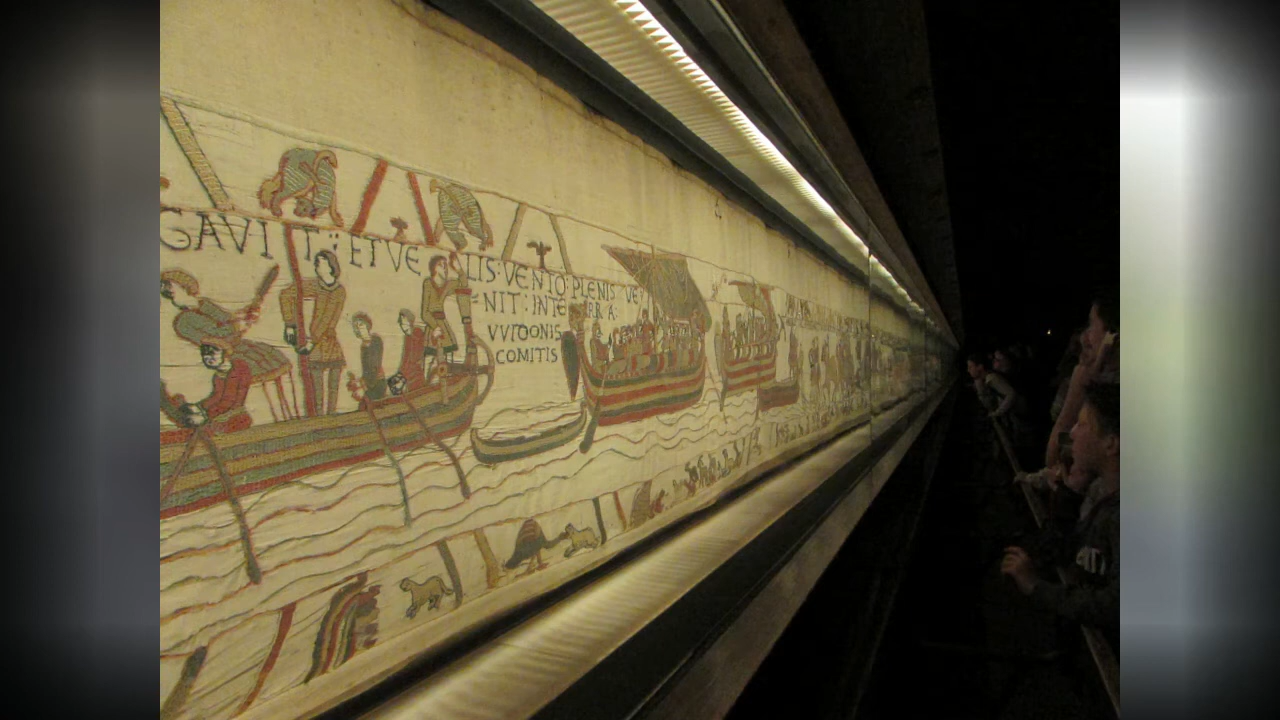 GAVIT: ET VE LIS: VENTO: PLENIS VE
NIT: IN TERRA:
VVIDONIS
COMITIS